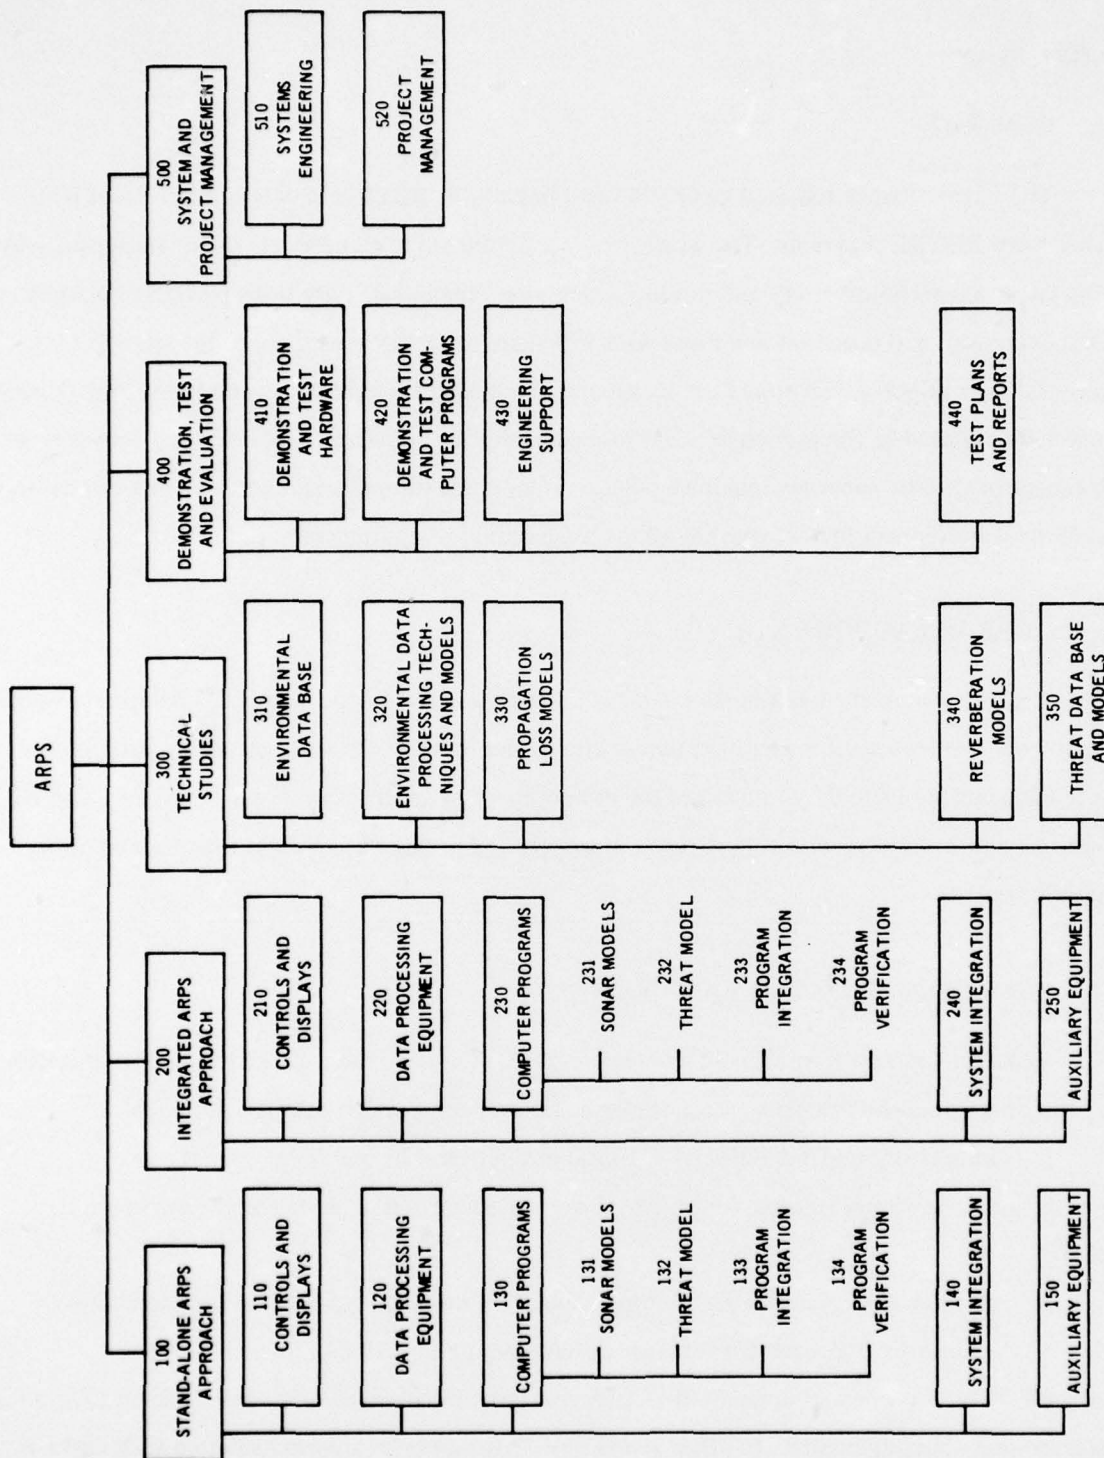 ARPS
100
STAND-ALONE ARPS
APPROACH
110
CONTROLS AND
DISPLAYS
120
DATA PROCESSING
EQUIPMENT
130
COMPUTER PROGRAMS
131
SONAR MODELS
132
THREAT MODEL
133
PROGRAM
INTEGRATION
134
PROGRAM
VERIFICATION
140
SYSTEM INTEGRATION
150
AUXILIARY EQUIPMENT
200
INTEGRATED ARPS
APPROACH
210
CONTROLS AND
DISPLAYS
220
DATA PROCESSING
EQUIPMENT
230
COMPUTER PROGRAMS
231
SONAR MODELS
232
THREAT MODEL
233
PROGRAM
INTEGRATION
234
PROGRAM
VERIFICATION
240
SYSTEM INTEGRATION
250
AUXILIARY EQUIPMENT
300
TECHNICAL
STUDIES
310
ENVIRONMENTAL
DATA BASE
320
ENVIRONMENTAL DATA
PROCESSING TECH-
NIQUES AND MODELS
330
PROPAGATION
LOSS MODELS
340
REVERBERATION
MODELS
350
THREAT DATA BASE
AND MODELS
400
DEMONSTRATION, TEST
AND EVALUATION
410
DEMONSTRATION
AND TEST
HARDWARE
420
DEMONSTRATION
AND TEST COM-
PUTER PROGRAMS
430
ENGINEERING
SUPPORT
440
TEST PLANS
AND REPORTS
500
SYSTEM AND
PROJECT MANAGEMENT
510
SYSTEMS
ENGINEERING
520
PROJECT
MANAGEMENT